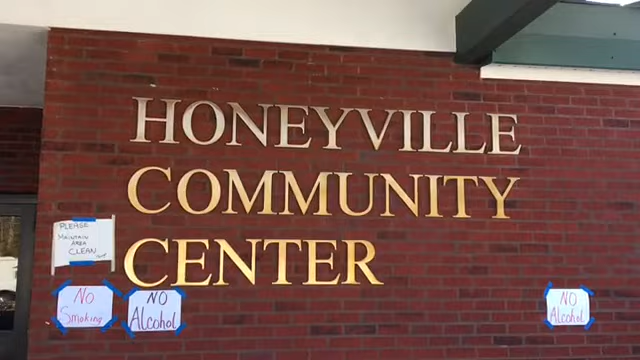 HONEYVILLE
COMMUNITY
CENTER
PLEASE
MAINTAIN
AREA
CLEAN
NO
Smoking
NO
Alcohol
NO
Alcohol